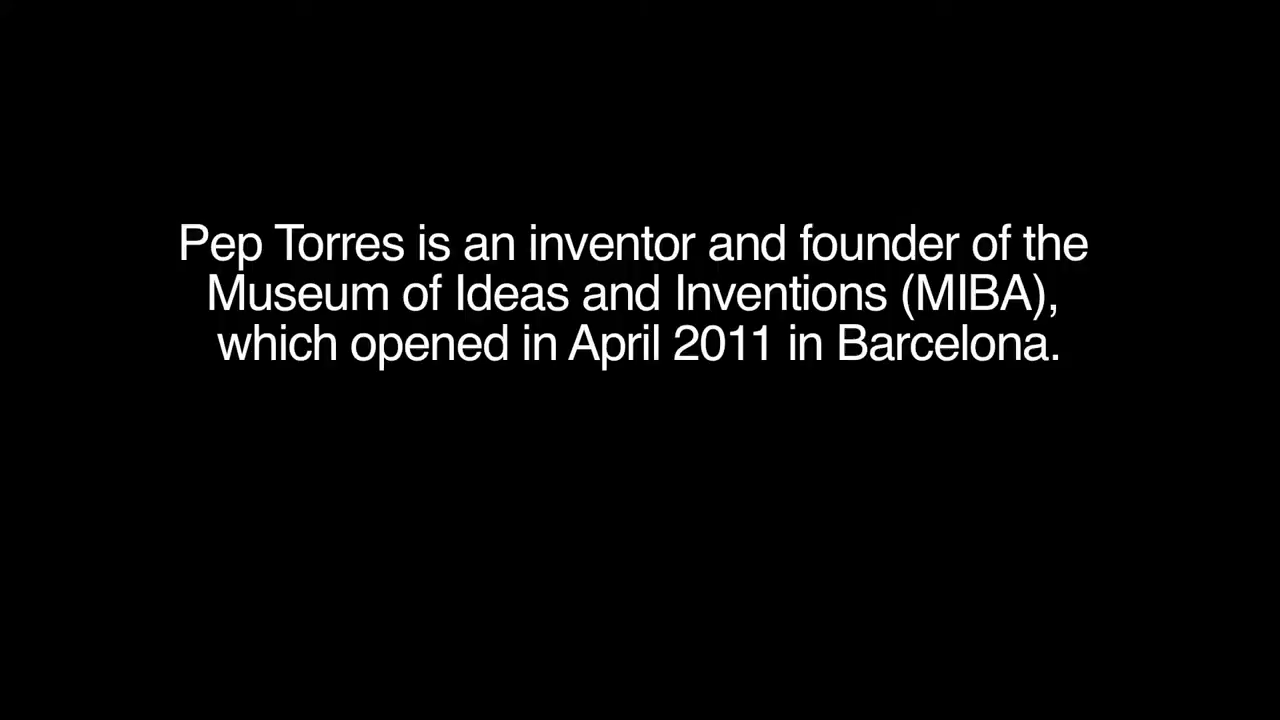 Pep Torres is an inventor and founder of the
Museum of Ideas and Inventions (MIBA),
which opened in April 2011 in Barcelona.